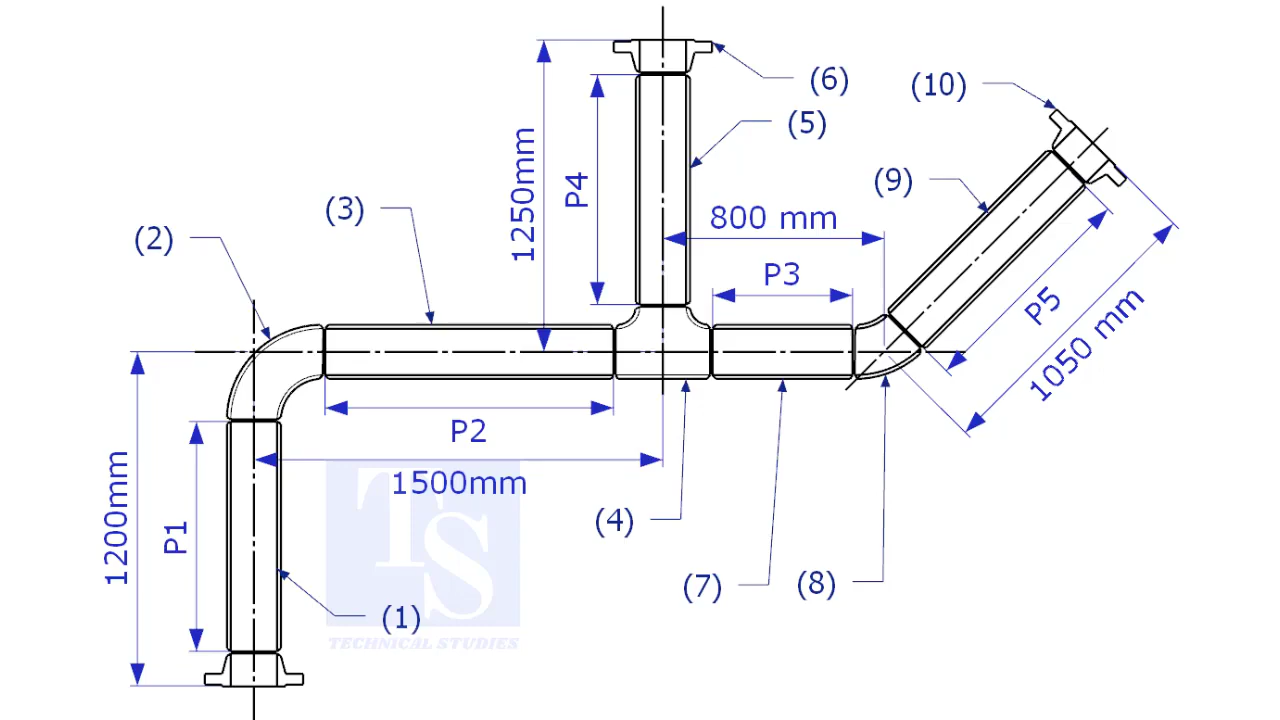 (6)
(10)
(5)
1250mm
P4
(9)
(3)
800 mm
(2)
P3
P5
1050 mm
P2
1500mm
1200mm
P1
(4)
(7)
(8)
(1)
TS
TECHNICAL STUDIES